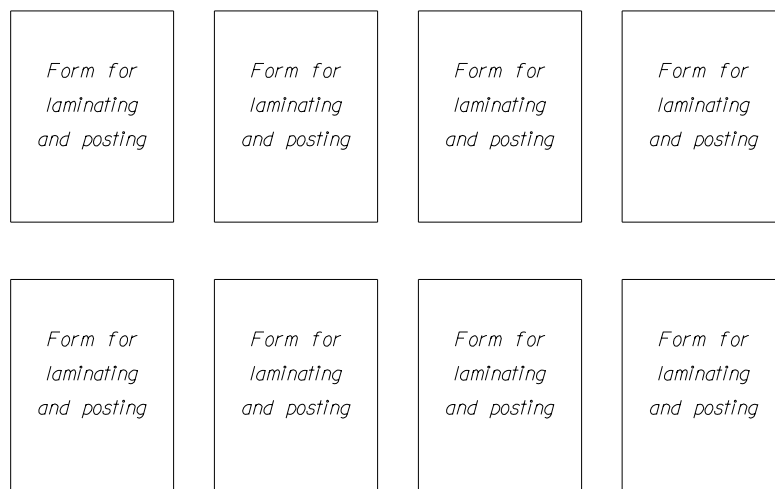 Form for
laminating
and posting
Form for
laminating
and posting
Form for
laminating
and posting
Form for
laminating
and posting
Form for
laminating
and posting
Form for
laminating
and posting
Form for
laminating
and posting
Form for
laminating
and posting